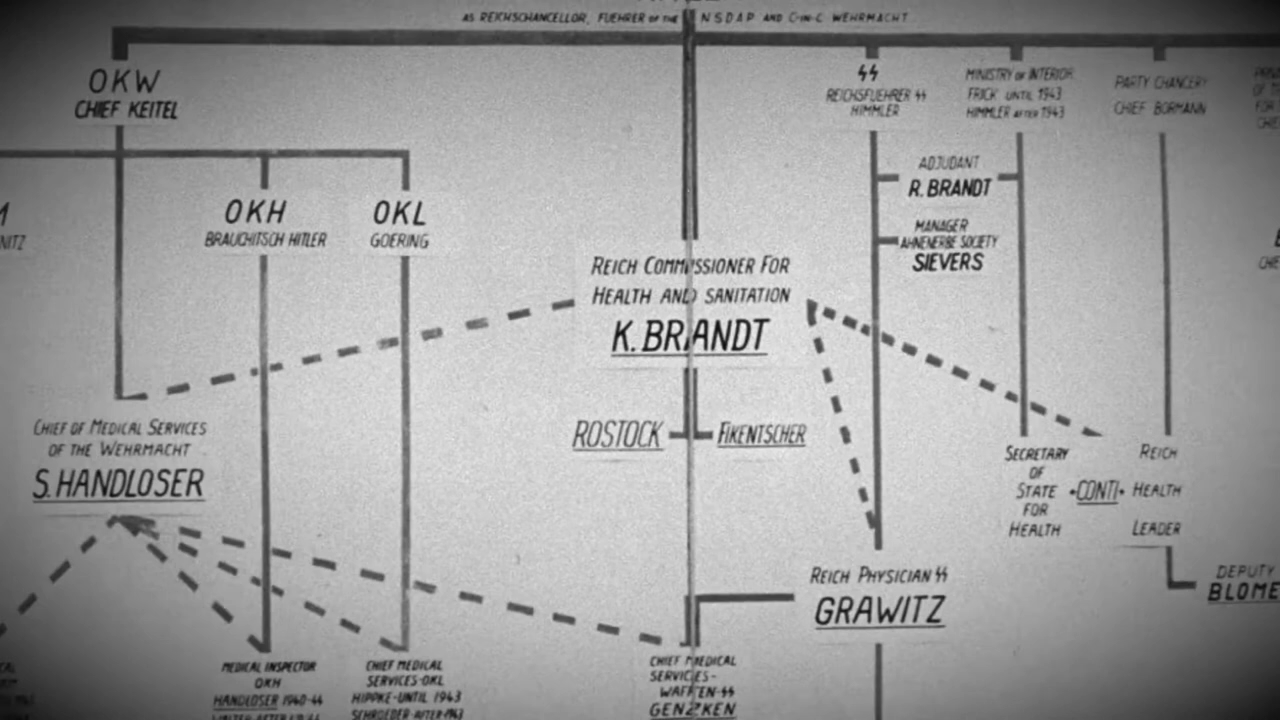 AS REICHSCHANCELLOR, FUEHRER OF THE NSDAP AND C-IN-C WEHRMACHT
OKW
CHIEF KEITEL
SS
REICHSFUEHRER SS
HIMMLER
MINISTRY OF INTERIOR
FRICK UNTIL 1943
HIMMLER AFTER 1943
PARTY CHANCERY
CHIEF BORMANN
ADJUDANT
R. BRANDT
MANAGER
AHNENERBE SOCIETY
SIEVERS
OKH
BRAUCHITSCH HITLER
OKL
GOERING
REICH COMMISSIONER FOR
HEALTH AND SANITATION
K. BRANDT
ROSTOCK
FIKENTSCHER
CHIEF OF MEDICAL SERVICES
OF THE WEHRMACHT
S. HANDLOSER
SECRETARY
OF
STATE
FOR
HEALTH
•CONTI•
REICH
HEALTH
LEADER
DEPUTY
BLOME
REICH PHYSICIAN SS
GRAWITZ
MEDICAL INSPECTOR
OKH
HANDLOSER 1940-44
CHIEF MEDICAL
SERVICES-OKL
HIPPKE-UNTIL 1943
SCHROEDER-AFTER-1943
CHIEF MEDICAL
SERVICES-
WAFFEN-SS
GENZKEN